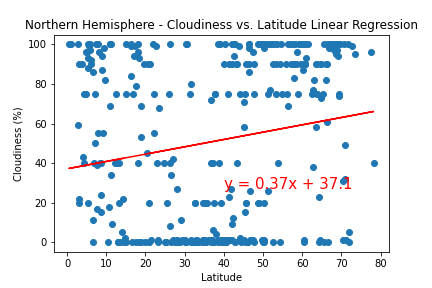 Northern Hemisphere - Cloudiness vs. Latitude Linear Regression
100
80
60
40
20
0
Cloudiness (%)
y = 0.37x + 37.1
0 10 20 30 40 50 60 70 80
Latitude